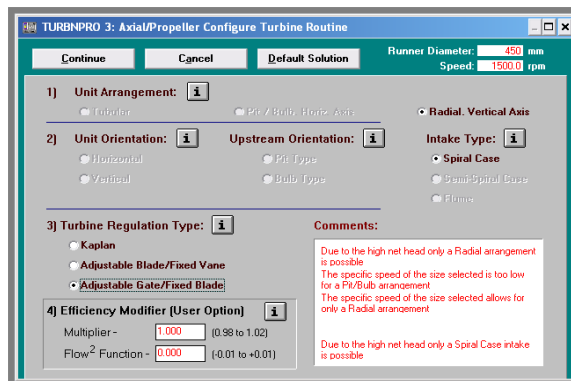 TURBNPRO 3: Axial/Propeller Configure Turbine Routine
Continue Cancel Default Solution Runner Diameter: 450 mm
Speed: 1500.0 rpm
1) Unit Arrangement: i
Tubular Pit / Bulb, Horiz. Axis Radial, Vertical Axis
2) Unit Orientation: i Upstream Orientation: i Intake Type: i
Horizontal Pit Type Spiral Case
Vertical Bulb Type Semi-Spiral Case
Flume
3) Turbine Regulation Type: i Comments:
Kaplan
Adjustable Blade/Fixed Vane
Adjustable Gate/Fixed Blade
Due to the high net head only a Radial arrangement
is possible
The specific speed of the size selected is too low
for a Pit/Bulb arrangement
The specific speed of the size selected allows for
only a Radial arrangement
Due to the high net head only a Spiral Case intake
is possible
4) Efficiency Modifier (User Option) i
Multiplier - 1.000 (0.98 to 1.02)
Flow² Function - 0.000 (-0.01 to +0.01)